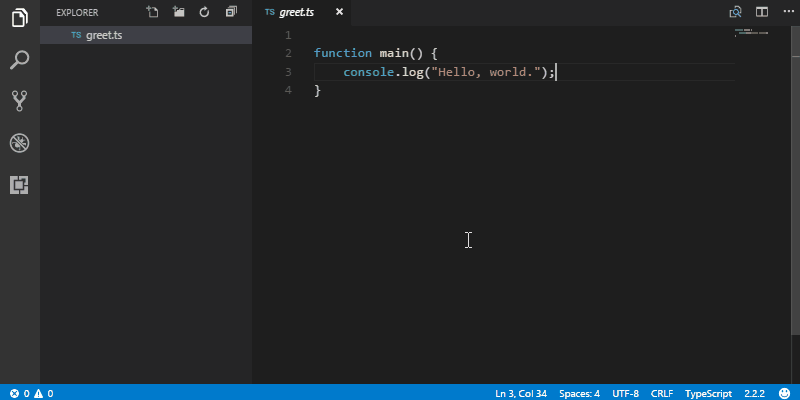 EXPLORER
TS greet.ts
TS greet.ts
1
2 function main() {
3 console.log("Hello, world.");
4 }
0 0 Ln 3, Col 34 Spaces: 4 UTF-8 CRLF TypeScript 2.2.2